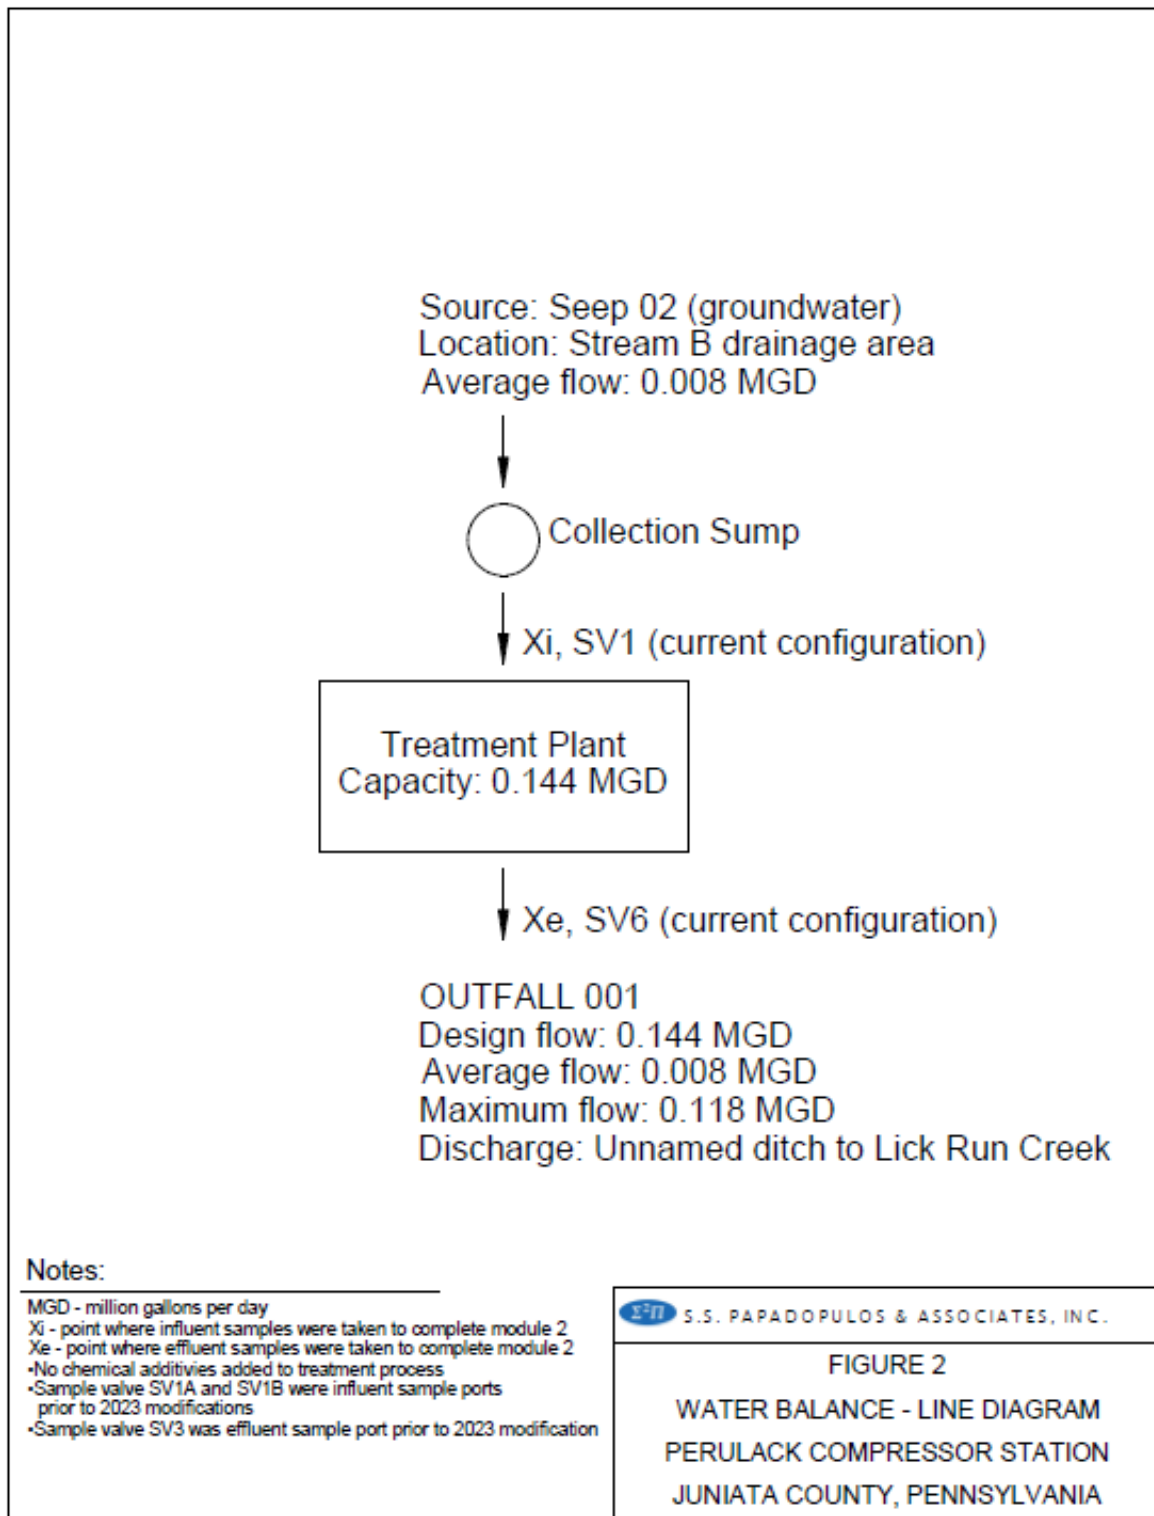 Source: Seep 02 (groundwater)
Location: Stream B drainage area
Average flow: 0.008 MGD
Collection Sump
Xi, SV1 (current configuration)
Treatment Plant
Capacity: 0.144 MGD
Xe, SV6 (current configuration)
OUTFALL 001
Design flow: 0.144 MGD
Average flow: 0.008 MGD
Maximum flow: 0.118 MGD
Discharge: Unnamed ditch to Lick Run Creek
Notes:
MGD - million gallons per day
Xi - point where influent samples were taken to complete module 2
Xe - point where effluent samples were taken to complete module 2
•No chemical additivies added to treatment process
•Sample valve SV1A and SV1B were influent sample ports
prior to 2023 modifications
•Sample valve SV3 was effluent sample port prior to 2023 modification
Σ²Π S.S. PAPADOPULOS & ASSOCIATES, INC.
FIGURE 2
WATER BALANCE - LINE DIAGRAM
PERULACK COMPRESSOR STATION
JUNIATA COUNTY, PENNSYLVANIA